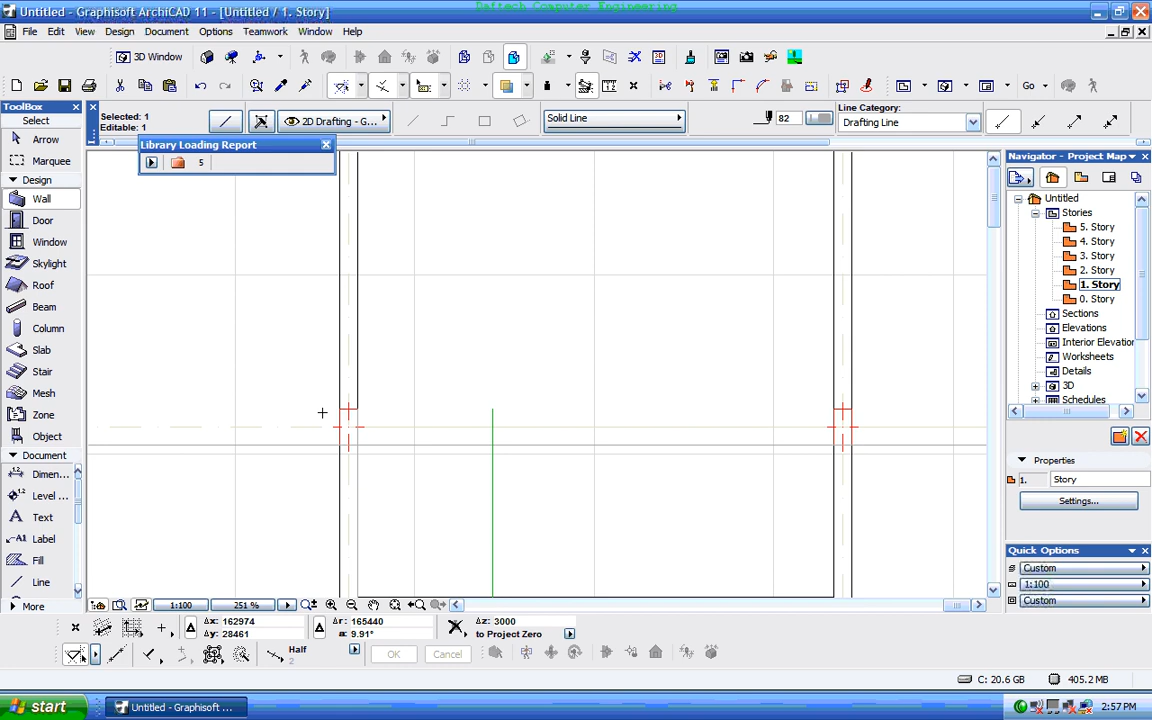 Daftech Computer Engineering
Untitled - Graphisoft ArchiCAD 11 - [Untitled / 1. Story]
File Edit View Design Document Options Teamwork Window Help
3D Window
Go
ToolBox
Select
Arrow
Marquee
Design
Wall
Door
Window
Skylight
Roof
Beam
Column
Slab
Stair
Mesh
Zone
Object
Document
Dimen...
Level ...
Text
Label
Fill
Line
More
Selected: 1
Editable: 1
2D Drafting - G...
Solid Line
82
Line Category:
Drafting Line
Library Loading Report
5
Navigator - Project Map
Untitled
Stories
5. Story
4. Story
3. Story
2. Story
1. Story
0. Story
Sections
Elevations
Interior Elevation
Worksheets
Details
3D
Schedules
Properties
1. Story
Settings...
Quick Options
Custom
1:100
Custom
1:100
251 %
Δx: 162974
Δy: 28461
Δr: 165440
a: 9.91°
Δz: 3000
to Project Zero
Half
2
OK
Cancel
C: 20.6 GB
405.2 MB
start
Untitled - Graphisoft ...
2:57 PM